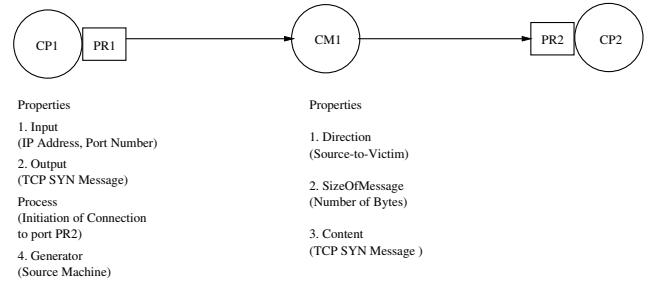 CP1
PR1
CM1
PR2
CP2
Properties
1. Input
(IP Address, Port Number)
2. Output
(TCP SYN Message)
Process
(Initiation of Connection
to port PR2)
4. Generator
(Source Machine)
Properties
1. Direction
(Source-to-Victim)
2. SizeOfMessage
(Number of Bytes)
3. Content
(TCP SYN Message )